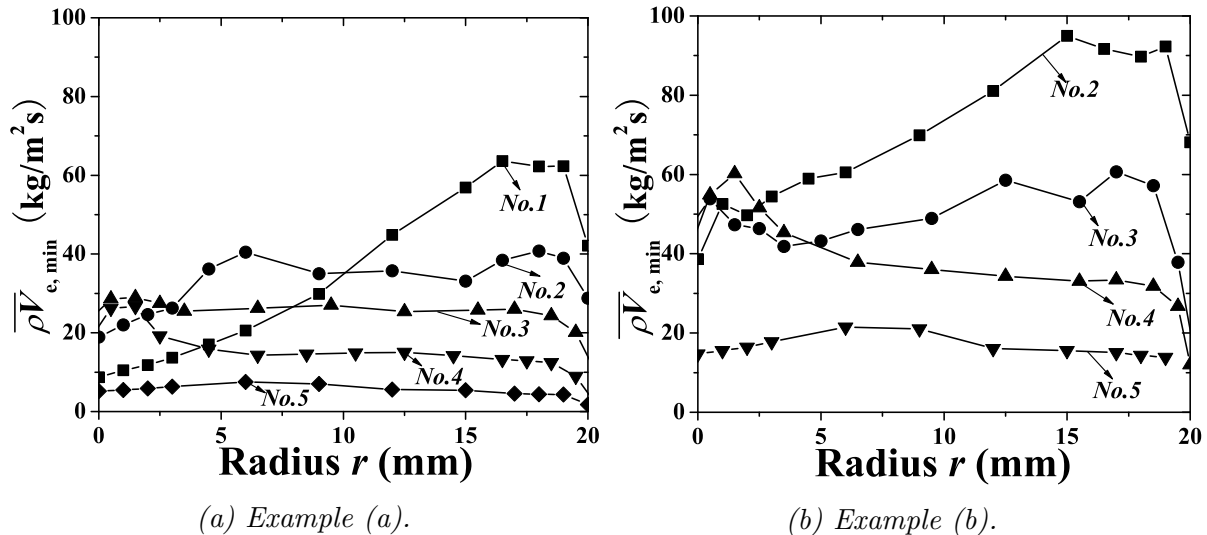 100
80
60
40
20
0
ρV̅e, min (kg/m²s)
No.1
No.2
No.3
No.4
No.5
0 5 10 15 20
Radius r (mm)
(a) Example (a).
100
80
60
40
20
0
ρV̅e, min (kg/m²s)
No.2
No.3
No.4
No.5
0 5 10 15 20
Radius r (mm)
(b) Example (b).